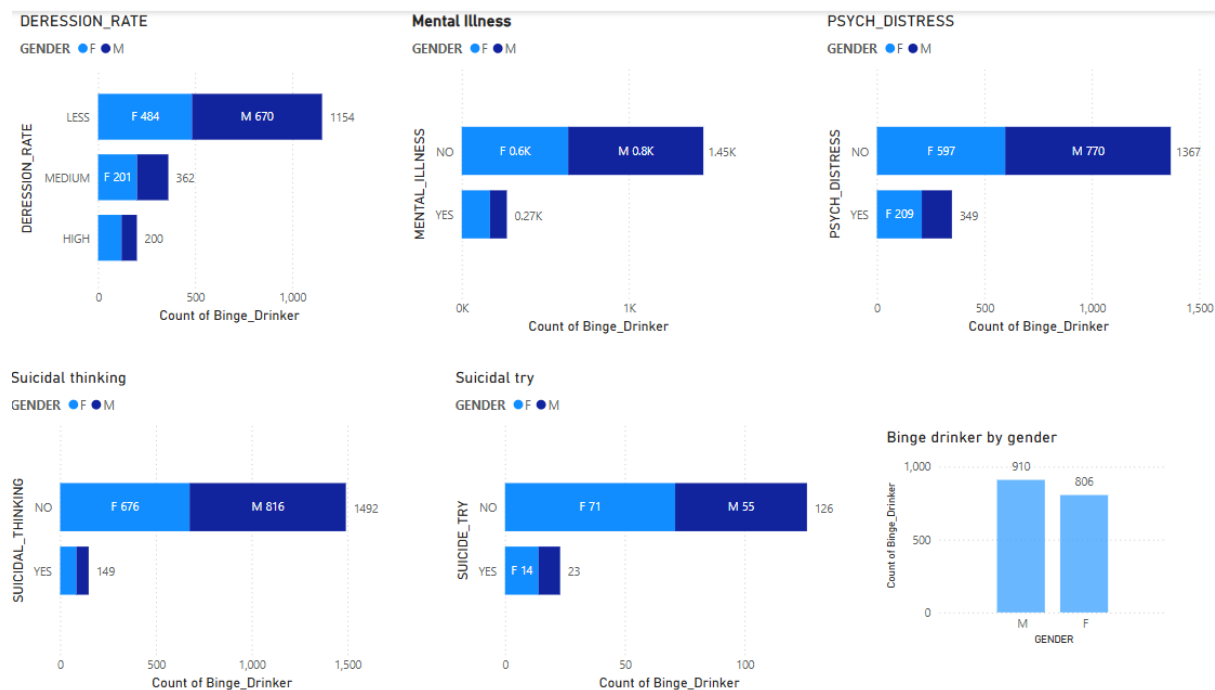 DERESSION_RATE
GENDER F M
DERESSION_RATE
LESS F 484 M 670 1154
MEDIUM F 201 362
HIGH 200
0 500 1,000
Count of Binge_Drinker
Mental Illness
GENDER F M
MENTAL_ILLNESS
NO F 0.6K M 0.8K 1.45K
YES 0.27K
0K 1K
Count of Binge_Drinker
PSYCH_DISTRESS
GENDER F M
PSYCH_DISTRESS
NO F 597 M 770 1367
YES F 209 349
0 500 1,000 1,500
Count of Binge_Drinker
Suicidal thinking
GENDER F M
SUICIDAL_THINKING
NO F 676 M 816 1492
YES 149
0 500 1,000 1,500
Count of Binge_Drinker
Suicidal try
GENDER F M
SUICIDE_TRY
NO F 71 M 55 126
YES F 14 23
0 50 100
Count of Binge_Drinker
Binge drinker by gender
Count of Binge_Drinker
1,000
500
0
910 806
M F
GENDER